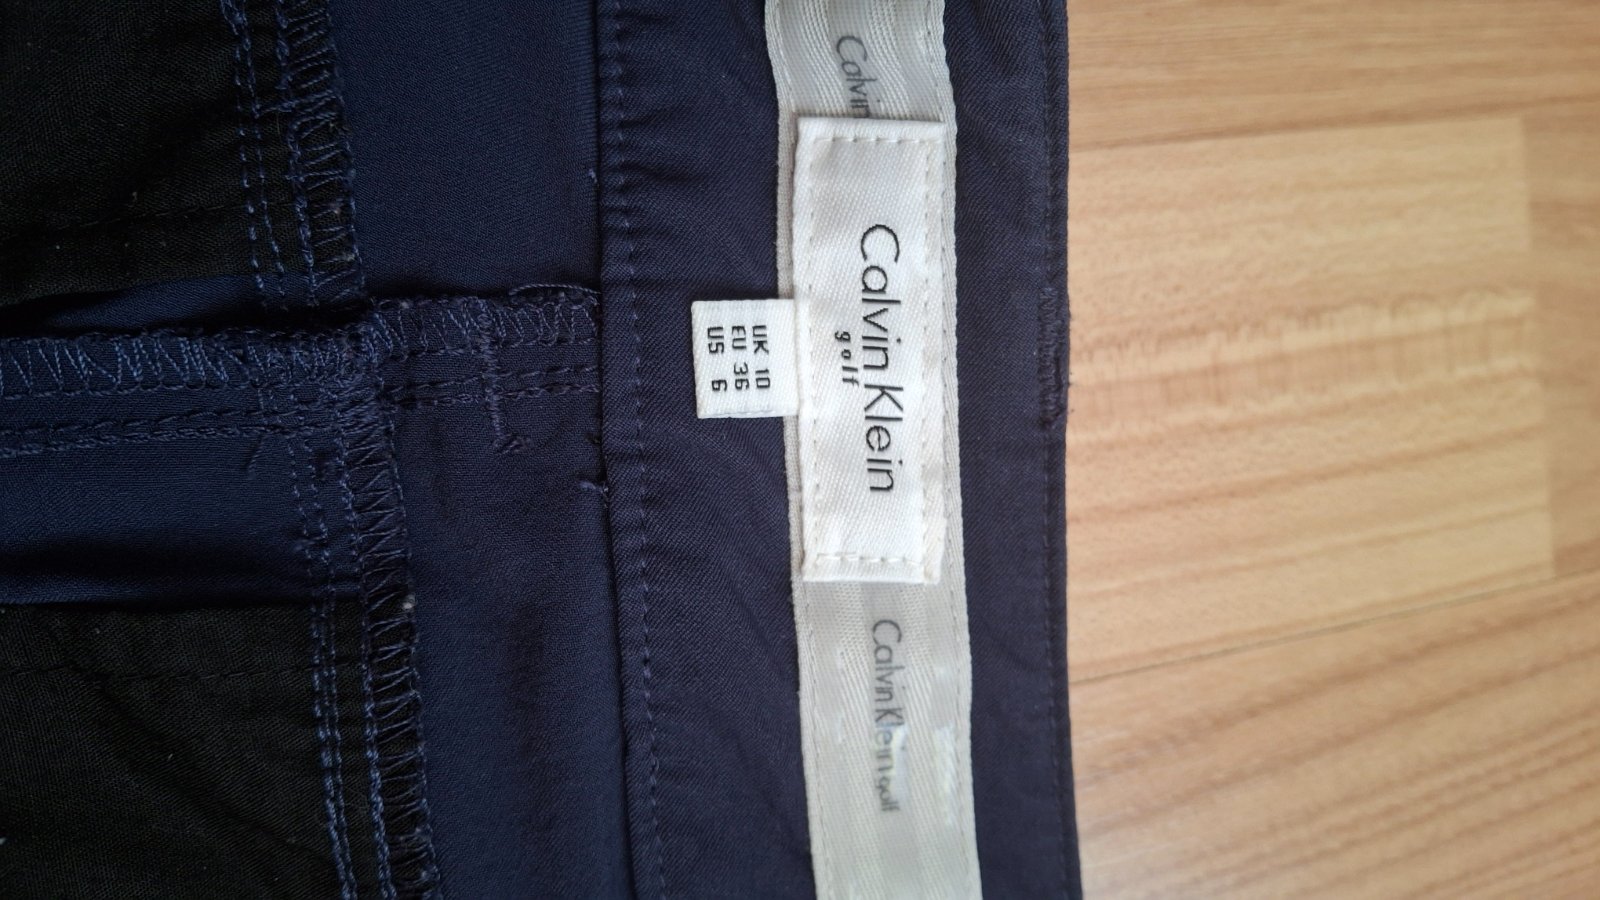 Calvin
Calvin Klein
golf
UK 10
EU 36
US 6
Calvin Klein golf